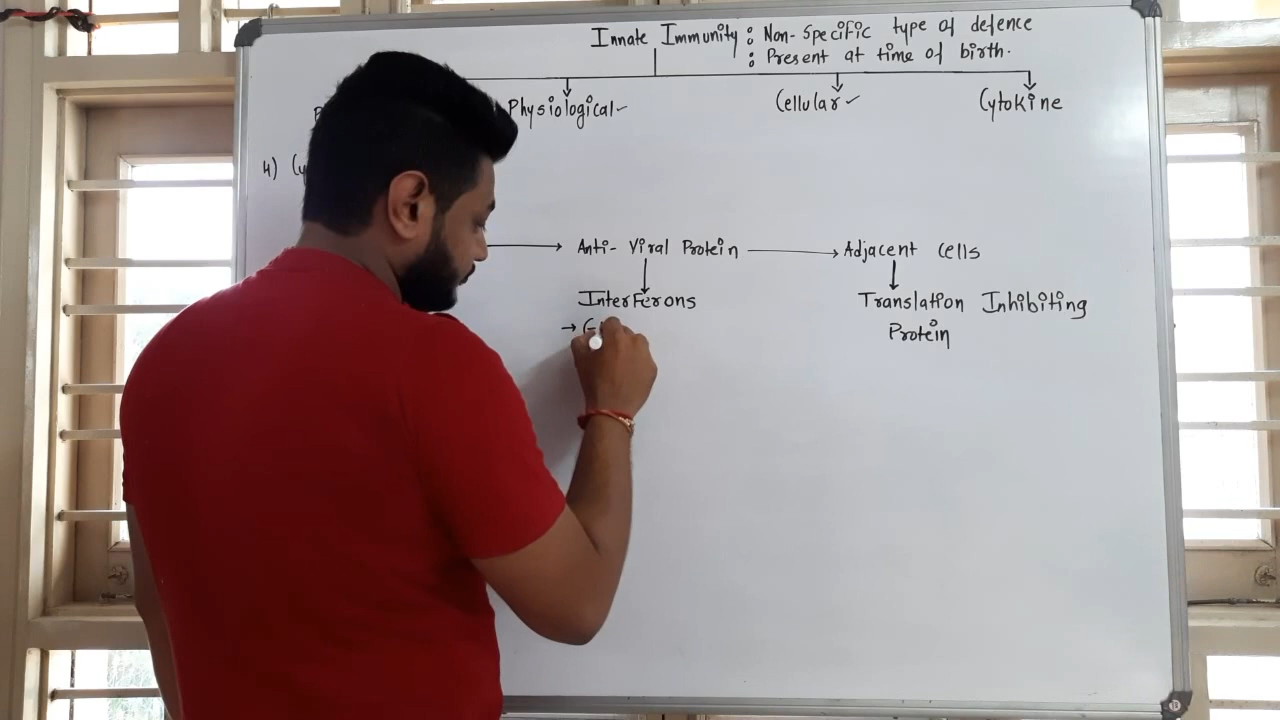 Innate Immunity : Non-Specific type of defence
: Present at time of birth.
Physiological ✓ Cellular ✓ Cytokine
4)
→ Anti-Viral Protein → Adjacent cells
↓ ↓
Interferons Translation Inhibiting
→ Protein